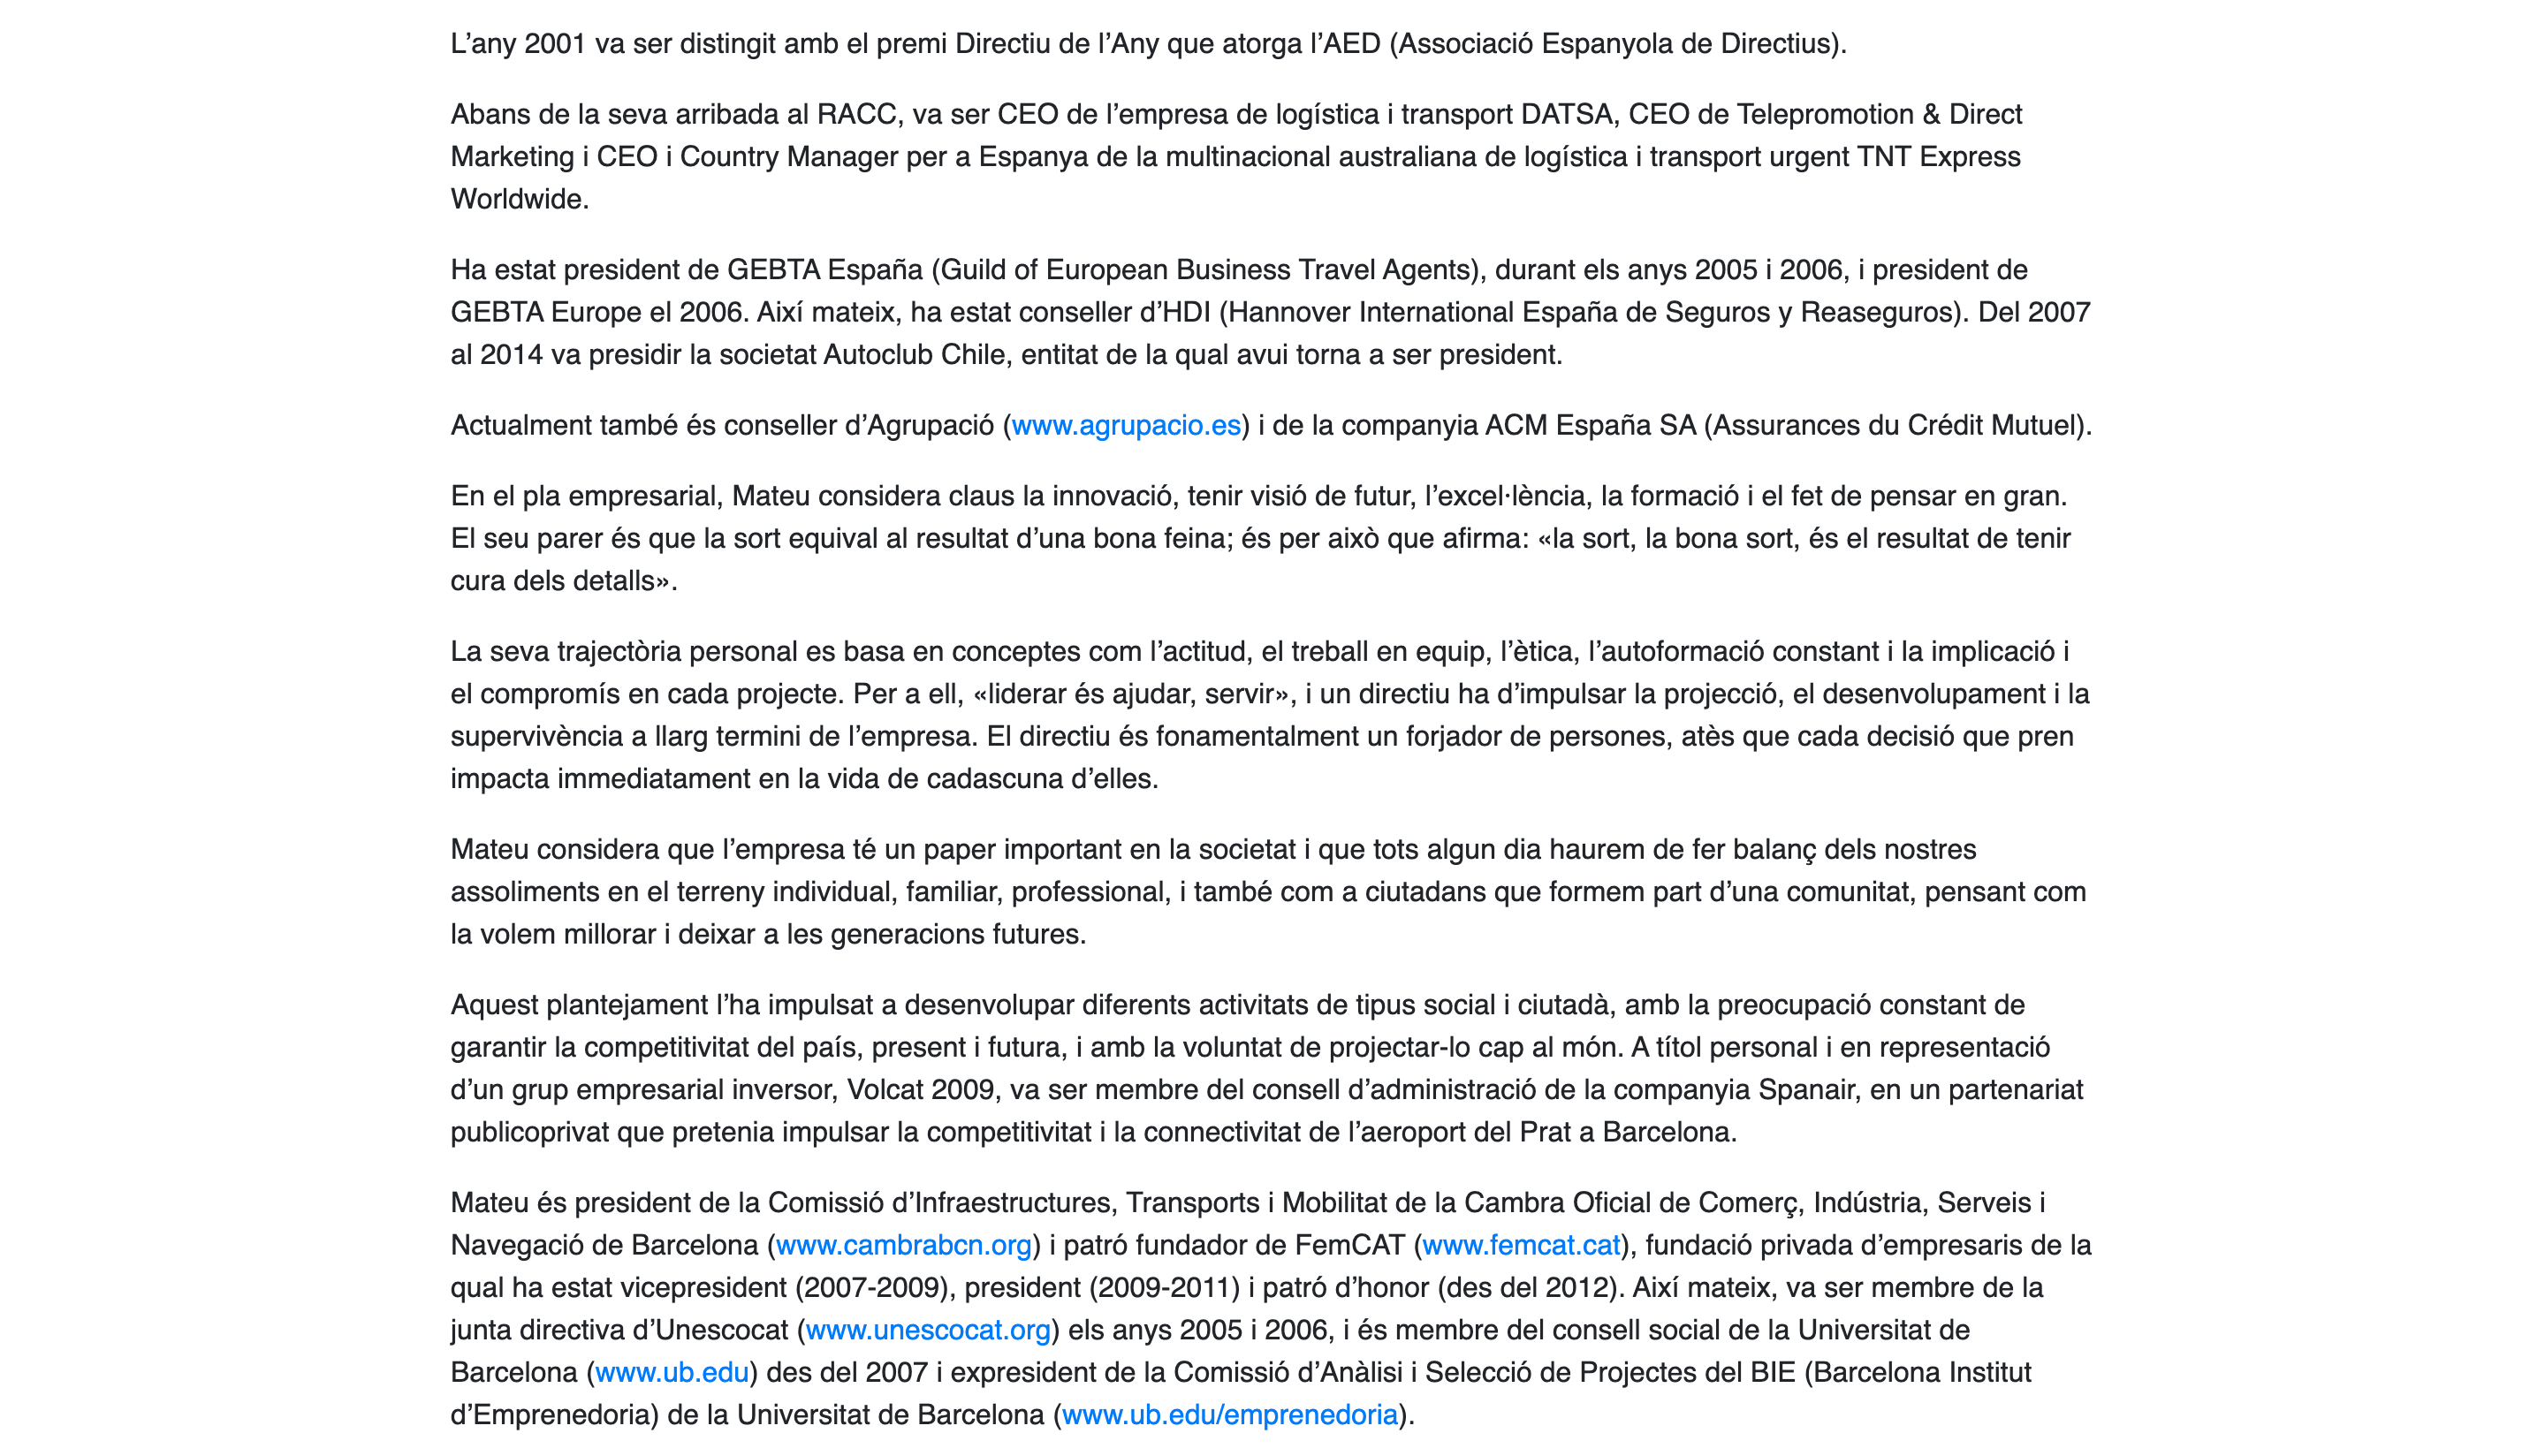 L’any 2001 va ser distingit amb el premi Directiu de l’Any que atorga l’AED (Associació Espanyola de Directius).
Abans de la seva arribada al RACC, va ser CEO de l’empresa de logística i transport DATSA, CEO de Telepromotion & Direct
Marketing i CEO i Country Manager per a Espanya de la multinacional australiana de logística i transport urgent TNT Express
Worldwide.
Ha estat president de GEBTA España (Guild of European Business Travel Agents), durant els anys 2005 i 2006, i president de
GEBTA Europe el 2006. Així mateix, ha estat conseller d’HDI (Hannover International España de Seguros y Reaseguros). Del 2007
al 2014 va presidir la societat Autoclub Chile, entitat de la qual avui torna a ser president.
Actualment també és conseller d’Agrupació (www.agrupacio.es) i de la companyia ACM España SA (Assurances du Crédit Mutuel).
En el pla empresarial, Mateu considera claus la innovació, tenir visió de futur, l’excel·lència, la formació i el fet de pensar en gran.
El seu parer és que la sort equival al resultat d’una bona feina; és per això que afirma: «la sort, la bona sort, és el resultat de tenir
cura dels detalls».
La seva trajectòria personal es basa en conceptes com l’actitud, el treball en equip, l’ètica, l’autoformació constant i la implicació i
el compromís en cada projecte. Per a ell, «liderar és ajudar, servir», i un directiu ha d’impulsar la projecció, el desenvolupament i la
supervivència a llarg termini de l’empresa. El directiu és fonamentalment un forjador de persones, atès que cada decisió que pren
impacta immediatament en la vida de cadascuna d’elles.
Mateu considera que l’empresa té un paper important en la societat i que tots algun dia haurem de fer balanç dels nostres
assoliments en el terreny individual, familiar, professional, i també com a ciutadans que formem part d’una comunitat, pensant com
la volem millorar i deixar a les generacions futures.
Aquest plantejament l’ha impulsat a desenvolupar diferents activitats de tipus social i ciutadà, amb la preocupació constant de
garantir la competitivitat del país, present i futura, i amb la voluntat de projectar-lo cap al món. A títol personal i en representació
d’un grup empresarial inversor, Volcat 2009, va ser membre del consell d’administració de la companyia Spanair, en un partenariat
publicoprivat que pretenia impulsar la competitivitat i la connectivitat de l’aeroport del Prat a Barcelona.
Mateu és president de la Comissió d’Infraestructures, Transports i Mobilitat de la Cambra Oficial de Comerç, Indústria, Serveis i
Navegació de Barcelona (www.cambrabcn.org) i patró fundador de FemCAT (www.femcat.cat), fundació privada d’empresaris de la
qual ha estat vicepresident (2007-2009), president (2009-2011) i patró d’honor (des del 2012). Així mateix, va ser membre de la
junta directiva d’Unescocat (www.unescocat.org) els anys 2005 i 2006, i és membre del consell social de la Universitat de
Barcelona (www.ub.edu) des del 2007 i expresident de la Comissió d’Anàlisi i Selecció de Projectes del BIE (Barcelona Institut
d’Emprenedoria) de la Universitat de Barcelona (www.ub.edu/emprenedoria).